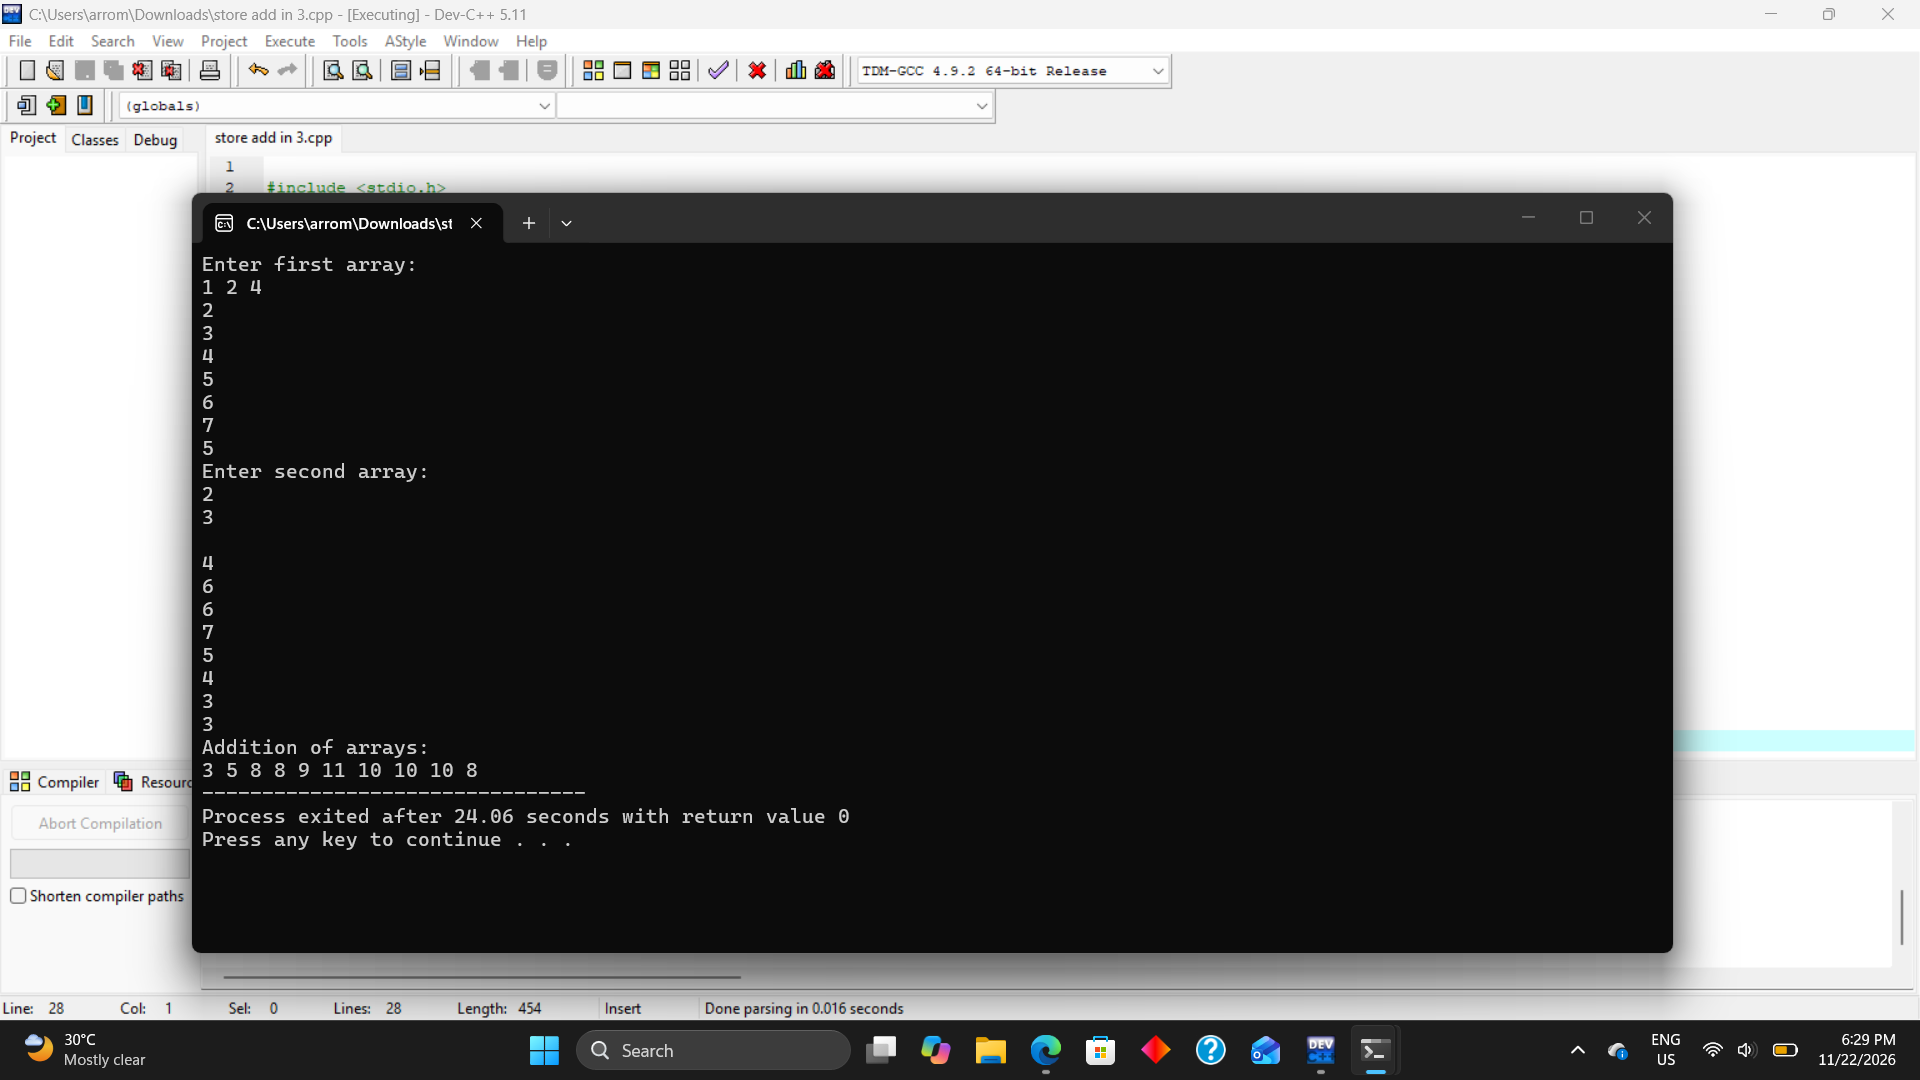 C:\Users\arrom\Downloads\store add in 3.cpp - [Executing] - Dev-C++ 5.11
File Edit Search View Project Execute Tools AStyle Window Help
TDM-GCC 4.9.2 64-bit Release
(globals)
Project Classes Debug
store add in 3.cpp
1
2 #include <stdio.h>
C:\Users\arrom\Downloads\st
Enter first array:
1 2 4
2
3
4
5
6
7
5
Enter second array:
2
3
4
6
6
7
5
4
3
3
Addition of arrays:
3 5 8 8 9 11 10 10 10 8
--------------------------------
Process exited after 24.06 seconds with return value 0
Press any key to continue . . .
Compiler Resourc
Abort Compilation
Shorten compiler paths
Line: 28 Col: 1 Sel: 0 Lines: 28 Length: 454 Insert Done parsing in 0.016 seconds
30°C
Mostly clear
Search
DEV
ENG
US
6:29 PM
11/22/2026